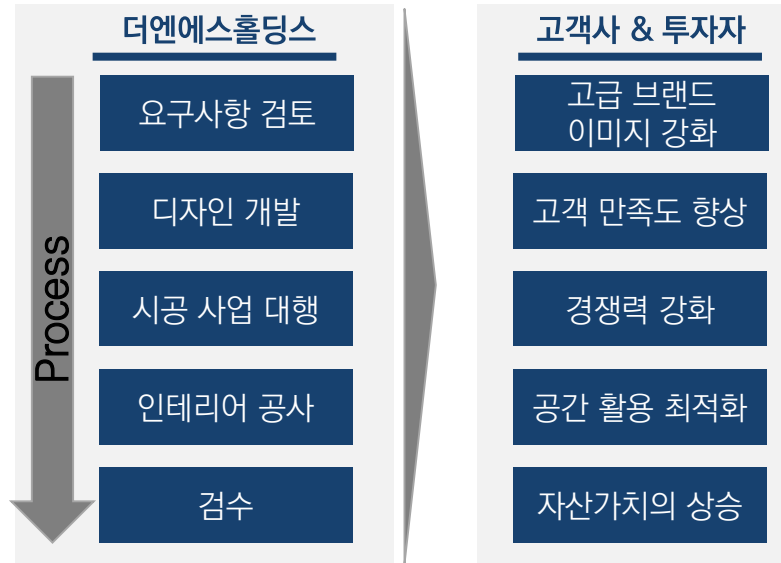 더엔에스홀딩스
Process
요구사항 검토
디자인 개발
시공 사업 대행
인테리어 공사
검수
고객사 & 투자자
고급 브랜드
이미지 강화
고객 만족도 향상
경쟁력 강화
공간 활용 최적화
자산가치의 상승